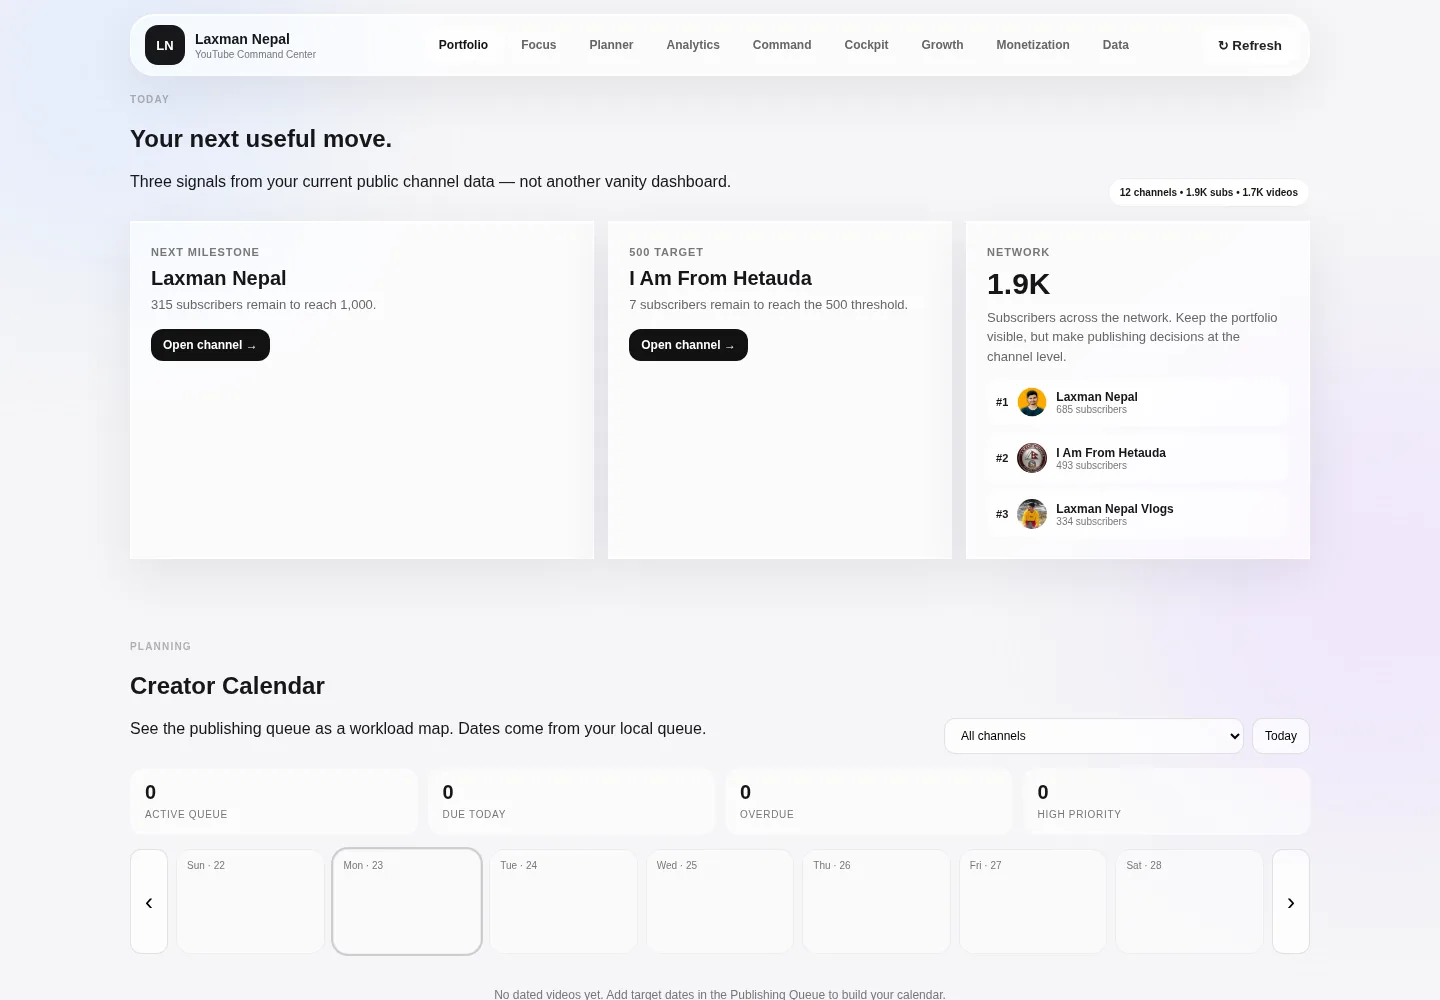 LN
Laxman Nepal
YouTube Command Center
Portfolio
Focus
Planner
Analytics
Command
Cockpit
Growth
Monetization
Data
↻ Refresh
TODAY
Your next useful move.
Three signals from your current public channel data — not another vanity dashboard.
12 channels • 1.9K subs • 1.7K videos
NEXT MILESTONE
Laxman Nepal
315 subscribers remain to reach 1,000.
Open channel →
500 TARGET
I Am From Hetauda
7 subscribers remain to reach the 500 threshold.
Open channel →
NETWORK
1.9K
Subscribers across the network. Keep the portfolio
visible, but make publishing decisions at the
channel level.
#1
Laxman Nepal
685 subscribers
#2
I Am From Hetauda
493 subscribers
#3
Laxman Nepal Vlogs
334 subscribers
PLANNING
Creator Calendar
See the publishing queue as a workload map. Dates come from your local queue.
All channels
Today
0
ACTIVE QUEUE
0
DUE TODAY
0
OVERDUE
0
HIGH PRIORITY
‹
Sun · 22
Mon · 23
Tue · 24
Wed · 25
Thu · 26
Fri · 27
Sat · 28
›
No dated videos yet. Add target dates in the Publishing Queue to build your calendar.